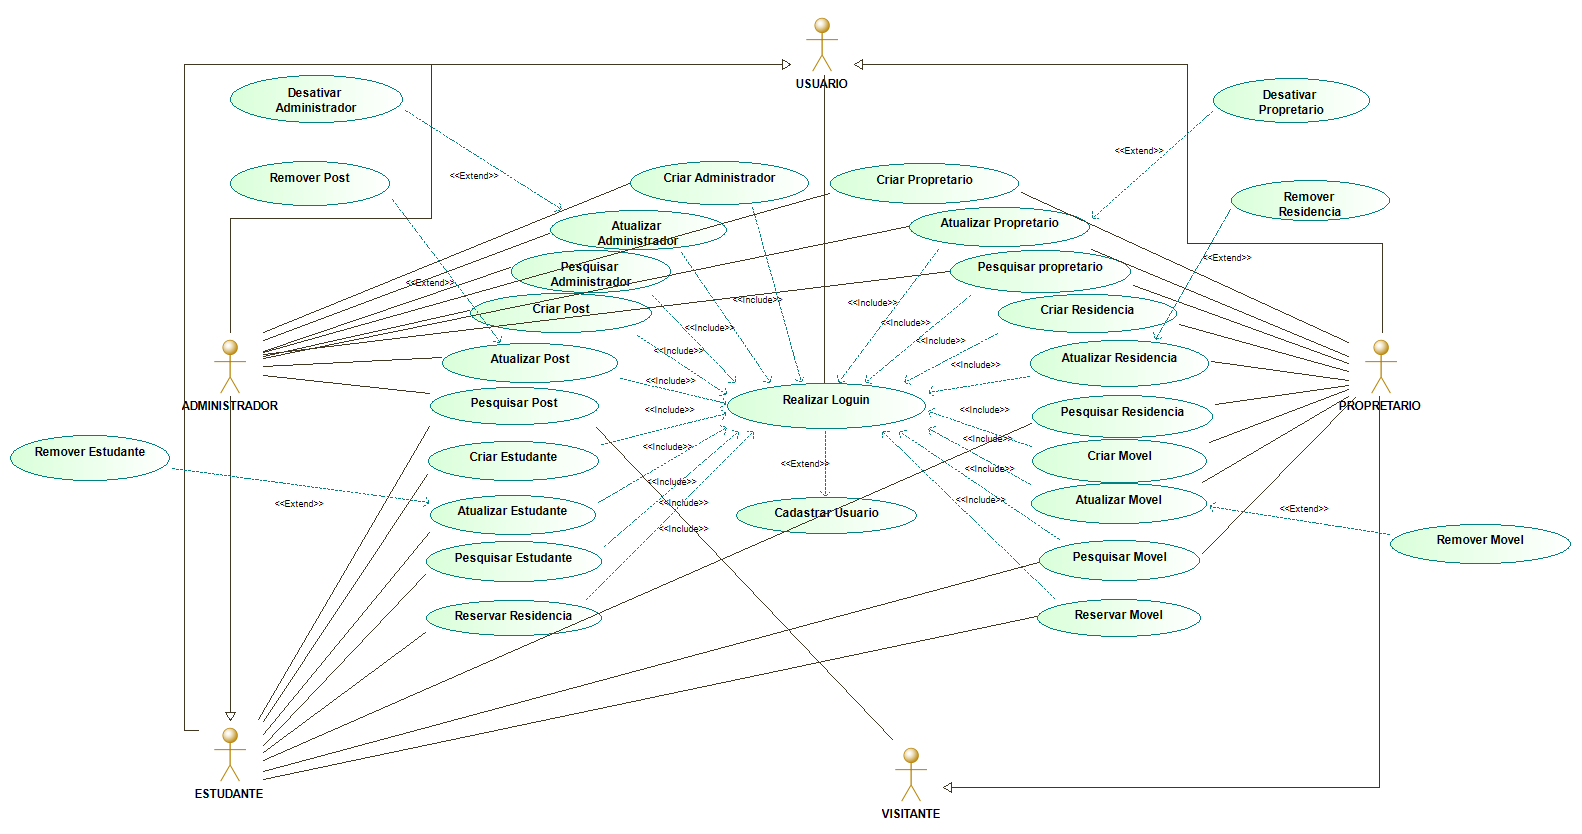 USUARIO
Desativar
Administrador
Desativar
Propretario
<<Extend>>
<<Extend>>
Remover Post
Criar Administrador
Criar Propretario
Remover
Residencia
Atualizar
Administrador
Atualizar Propretario
<<Extend>>
Pesquisar
Administrador
Pesquisar propretario
<<Extend>>
<<Include>>
<<Include>>
Criar Post
Criar Residencia
<<Include>>
<<Include>>
<<Include>>
<<Include>>
Atualizar Post
Atualizar Residencia
<<Include>>
<<Include>>
ADMINISTRADOR
Pesquisar Post
Realizar Loguin
Pesquisar Residencia
PROPRETARIO
<<Include>>
<<Include>>
<<Include>>
<<Include>>
Remover Estudante
Criar Estudante
<<Extend>>
Criar Movel
<<Include>>
<<Include>>
<<Extend>>
Atualizar Estudante
<<Include>>
<<Include>>
Atualizar Movel
<<Extend>>
Cadastrar Usuario
<<Include>>
Remover Movel
Pesquisar Estudante
Pesquisar Movel
Reservar Residencia
Reservar Movel
ESTUDANTE
VISITANTE